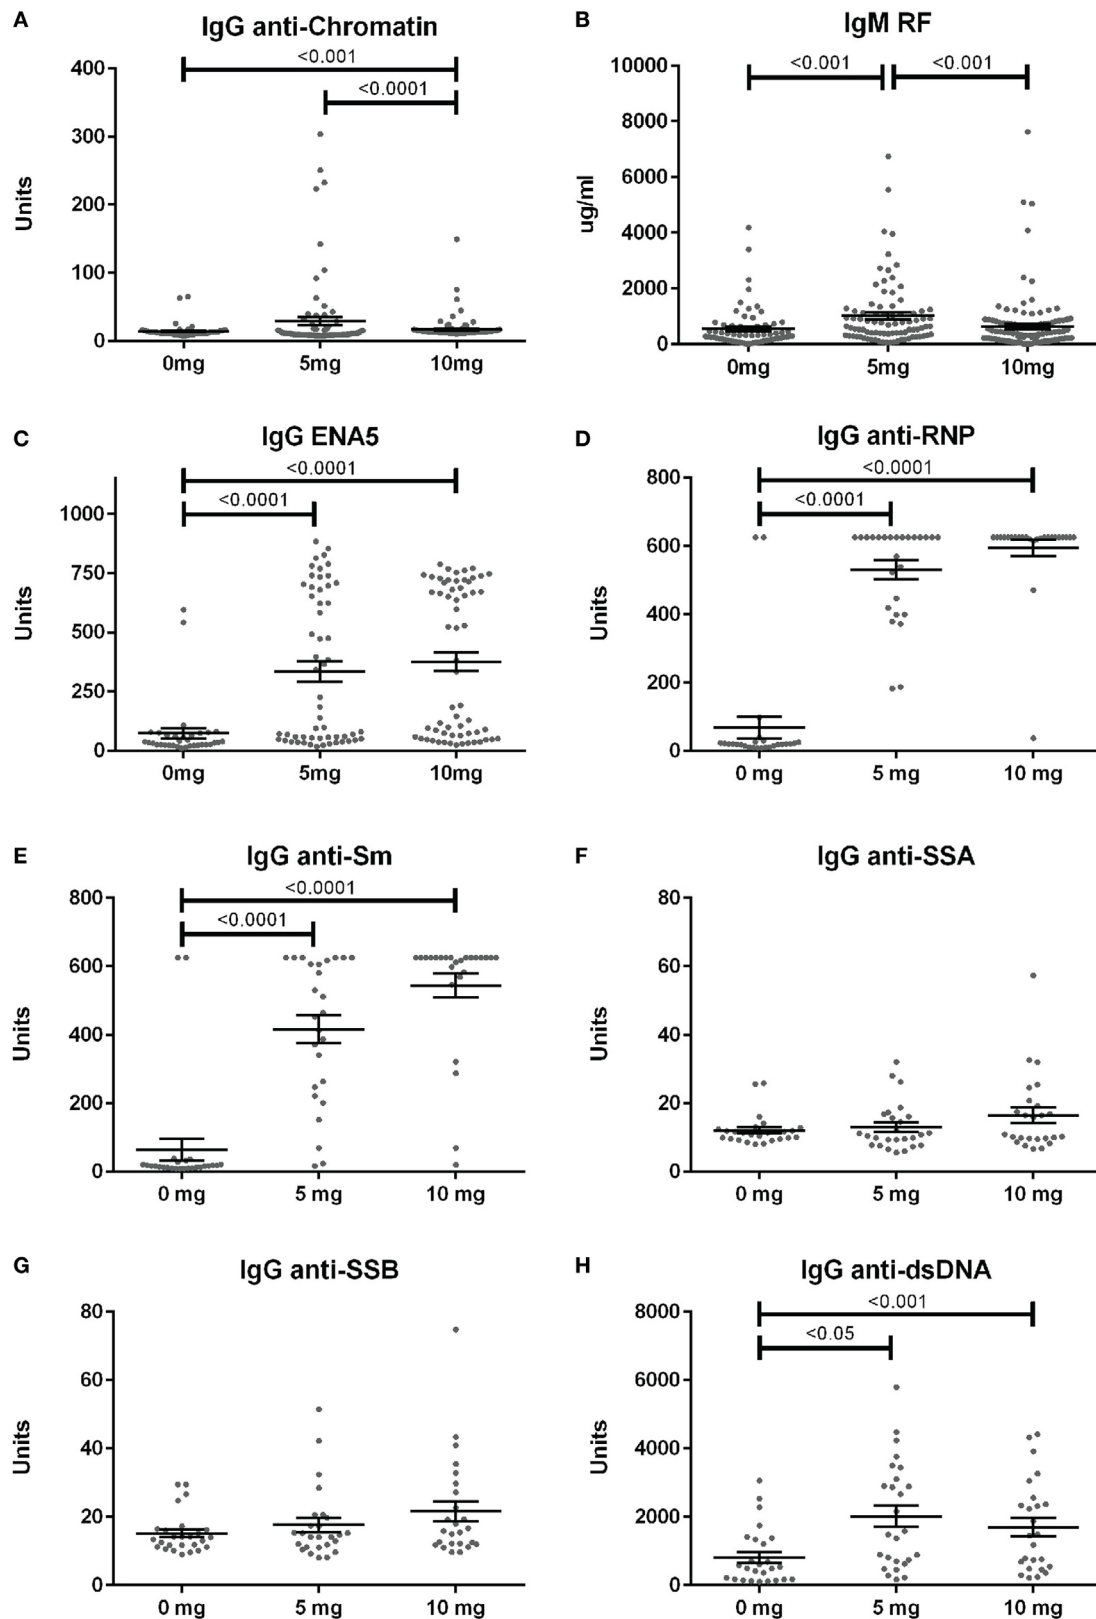 A
IgG anti-Chromatin
<0.001
<0.0001
400
300
200
100
0
Units
0mg 5mg 10mg
B
IgM RF
<0.001 <0.001
10000
8000
6000
4000
2000
0
ug/ml
0mg 5mg 10mg
C
IgG ENA5
<0.0001
<0.0001
1000
750
500
250
0
Units
0mg 5mg 10mg
D
IgG anti-RNP
<0.0001
<0.0001
800
600
400
200
0
Units
0 mg 5 mg 10 mg
E
IgG anti-Sm
<0.0001
<0.0001
800
600
400
200
0
Units
0 mg 5 mg 10 mg
F
IgG anti-SSA
80
60
40
20
0
Units
0 mg 5 mg 10 mg
G
IgG anti-SSB
80
60
40
20
0
Units
0 mg 5 mg 10 mg
H
IgG anti-dsDNA
<0.001
<0.05
8000
6000
4000
2000
0
Units
0 mg 5 mg 10 mg